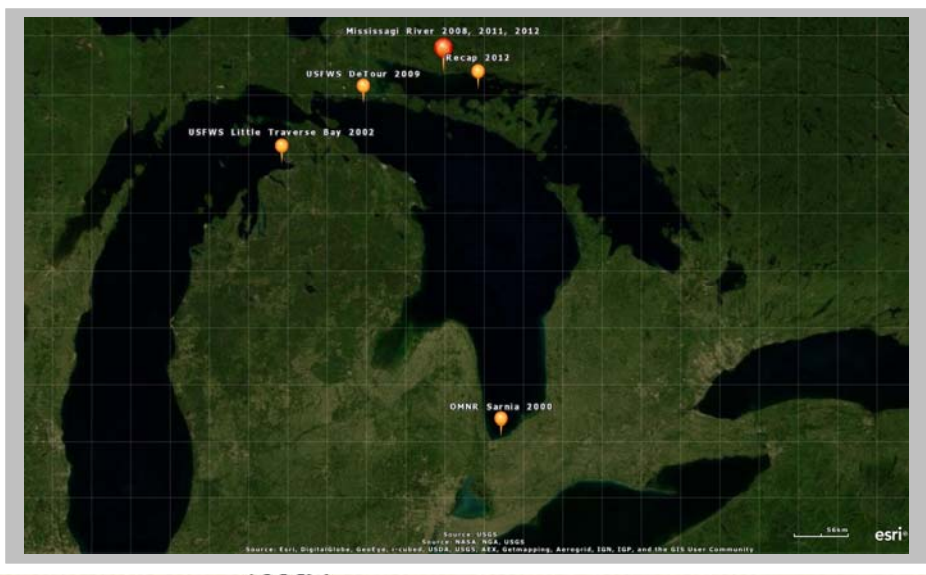 Mississagi River 2008, 2011, 2012
Recap 2012
USFWS DeTour 2009
USFWS Little Traverse Bay 2002
OMNR Sarnia 2000
56km
esri
Source: USGS
Source: NASA, NGA, USGS
Source: Esri, DigitalGlobe, GeoEye, i-cubed, USDA, USGS, AEX, Getmapping, Aerogrid, IGN, IGP, and the GIS User Community